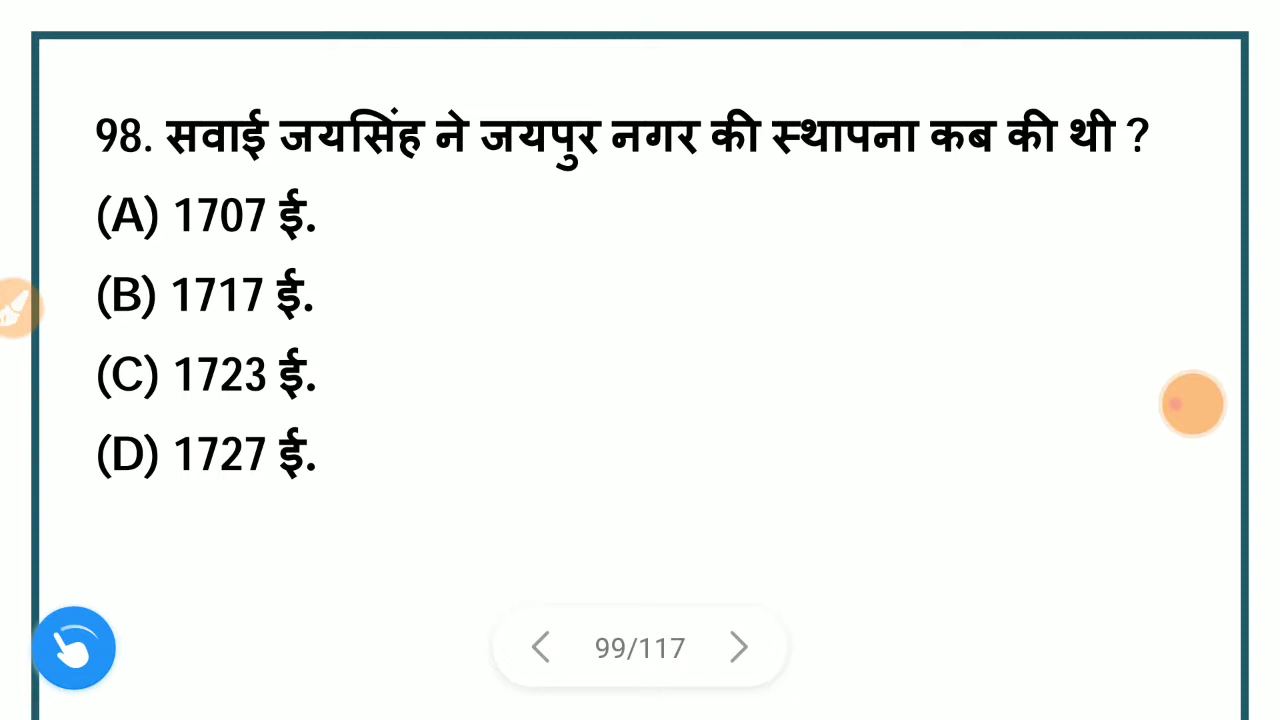 98. सवाई जयसिंह ने जयपुर नगर की स्थापना कब की थी ?
(A) 1707 ई.
(B) 1717 ई.
(C) 1723 ई.
(D) 1727 ई.
99/117